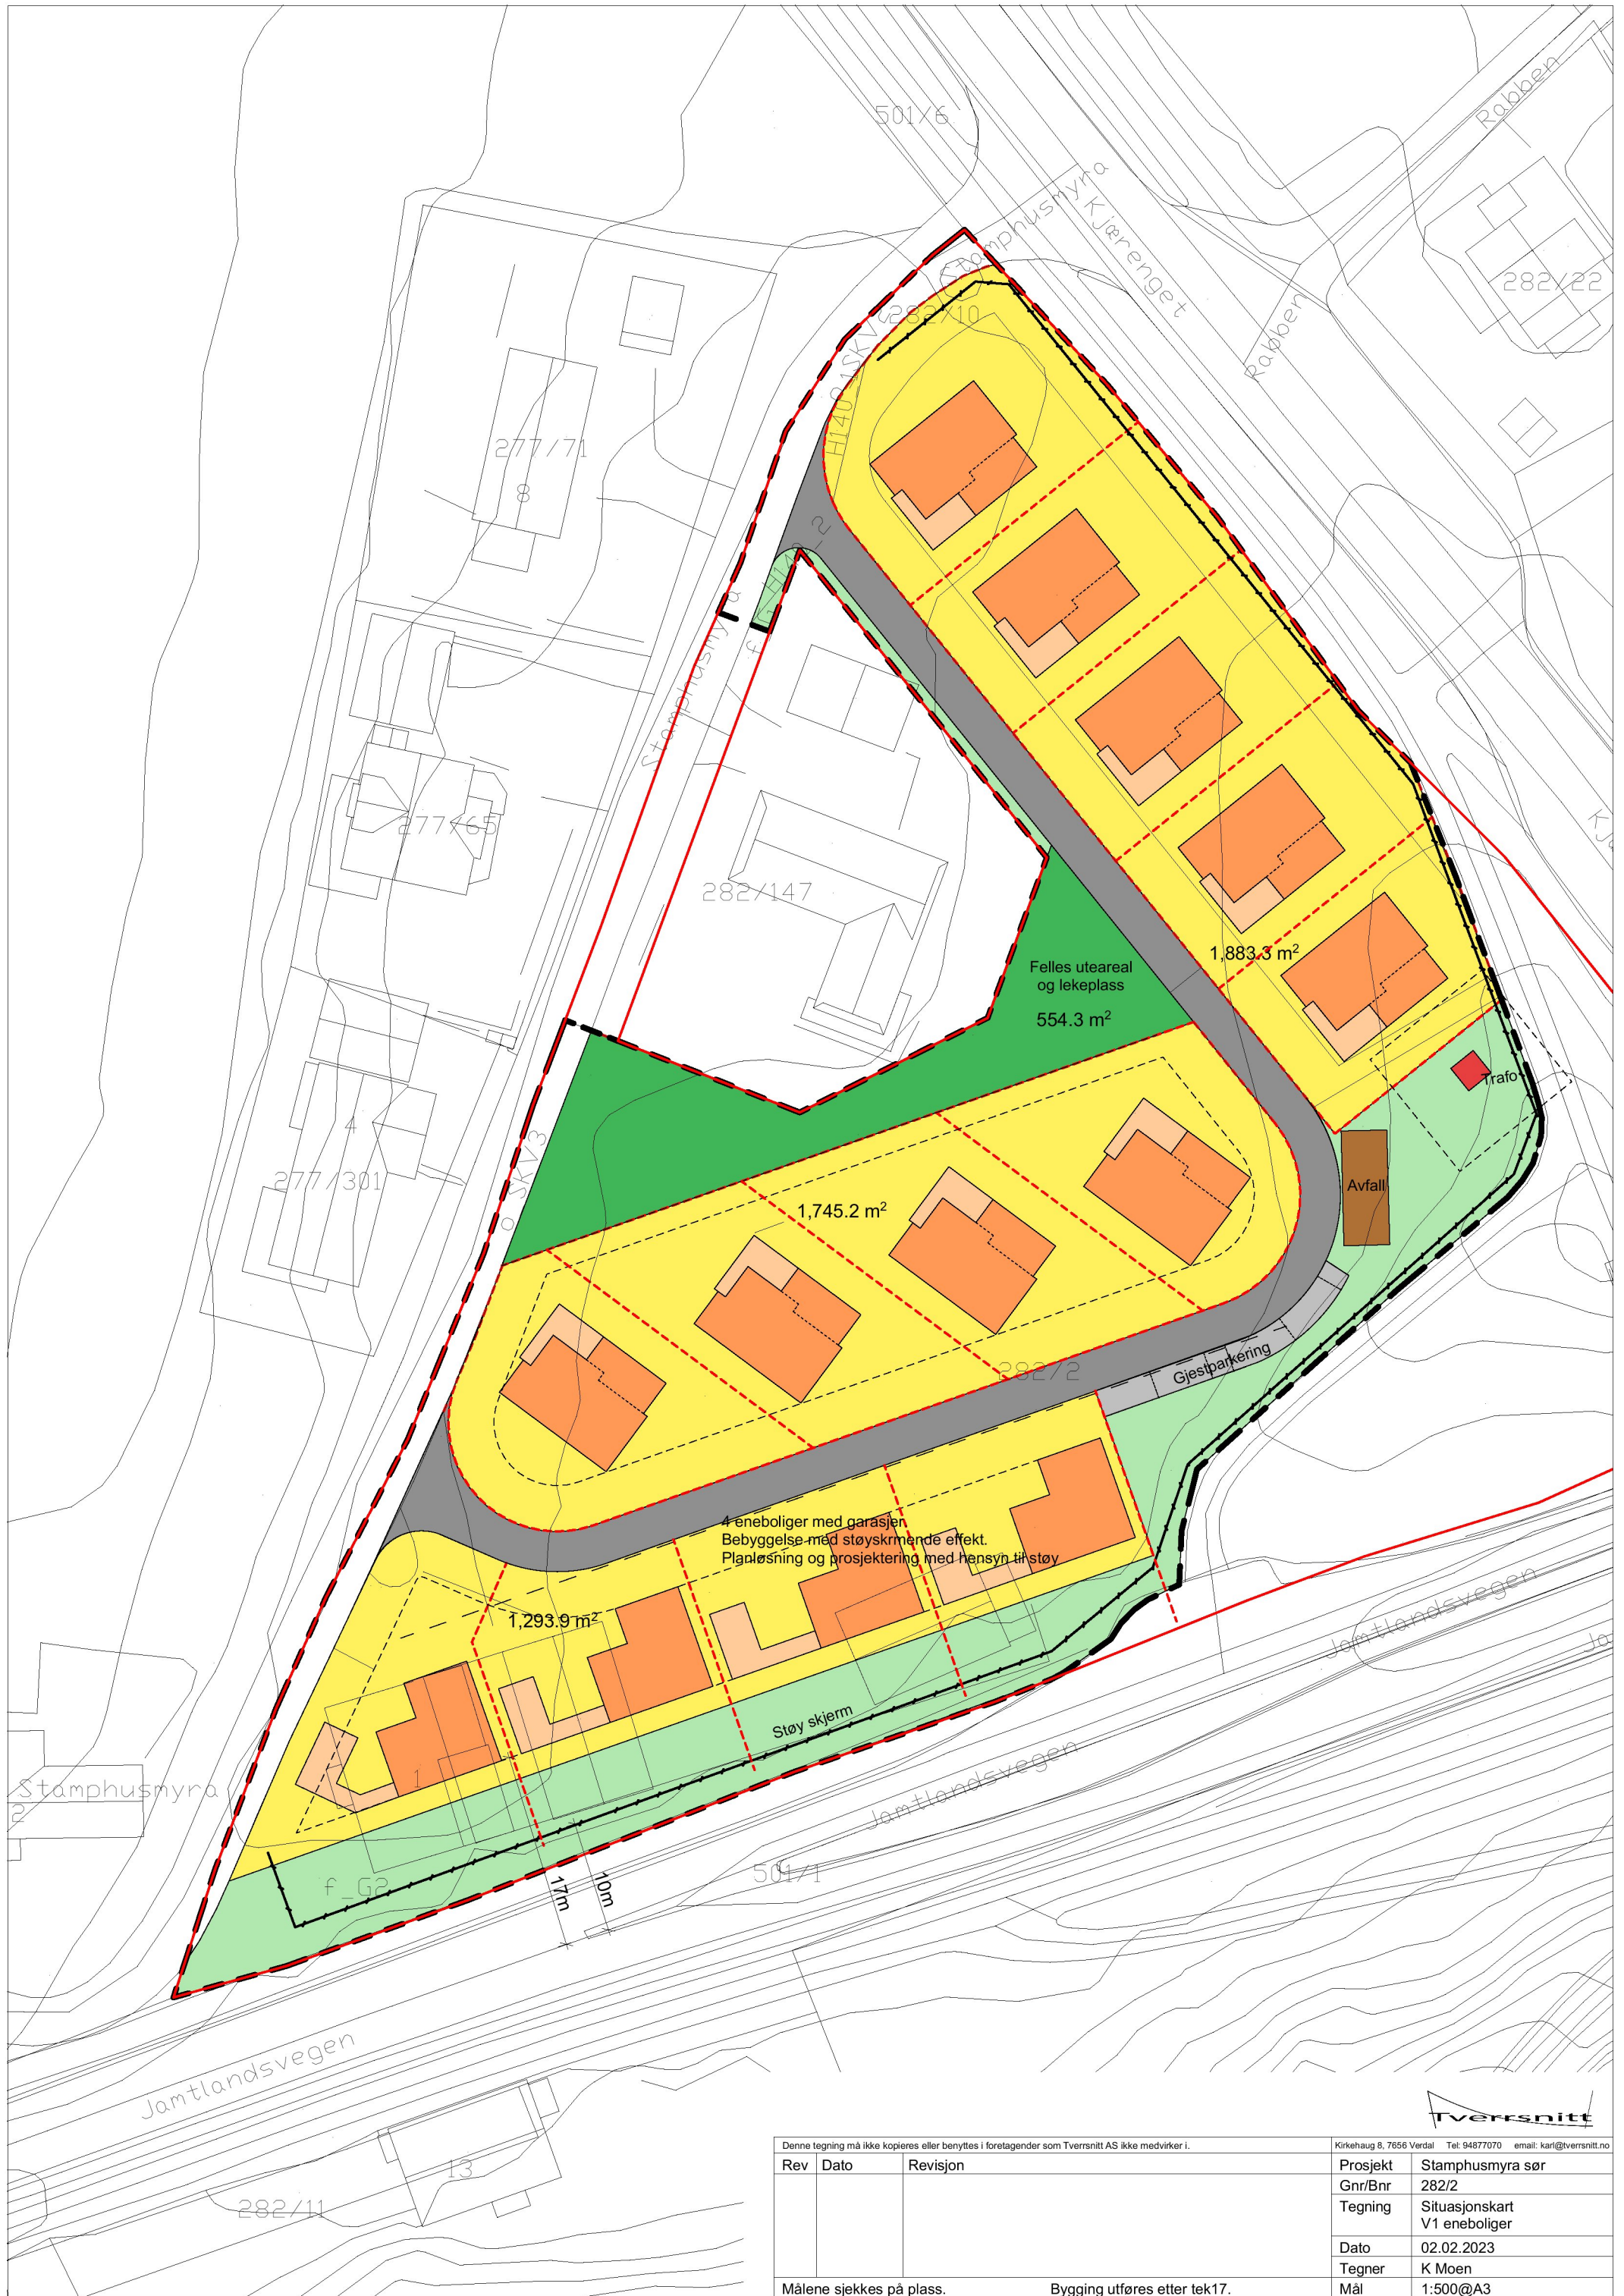 501/6
Rabben
Stamphusmyra
Kjærenget
282/22
282/10
Rabben
H140_1
SKV
277/71
8
Stamphusmyra
277/65
282/147
1,883.3 m²
Felles uteareal
og lekeplass
554.3 m²
Trafo
4
277/301
o_SKV3
Avfall
1,745.2 m²
282/2
Gjestparkering
4 eneboliger med garasjer.
Bebyggelse med støyskrmende effekt.
Planløsning og prosjektering med hensyn til støy
1,293.9 m²
Jamtlandsvegen
Støy skjerm
Stamphusmyra
2
1
Jamtlandsvegen
f_G2
501/1
17m
10m
Jamtlandsvegen
13
282/11
Tverrsnitt
Denne tegning må ikke kopieres eller benyttes i foretagender som Tverrsnitt AS ikke medvirker i.
Kirkehaug 8, 7656 Verdal Tel: 94877070 email: karl@tverrsnitt.no
Rev Dato Revisjon
Prosjekt Stamphusmyra sør
Gnr/Bnr 282/2
Tegning Situasjonskart
V1 eneboliger
Dato 02.02.2023
Tegner K Moen
Målene sjekkes på plass. Bygging utføres etter tek17.
Mål 1:500@A3